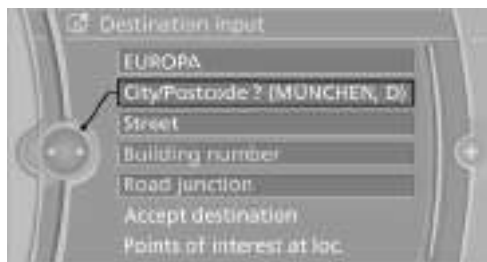 Destination input
EUROPA
City/Postcode ? (MÜNCHEN, D)
Street
Building number
Road junction
Accept destination
Points of interest at loc.